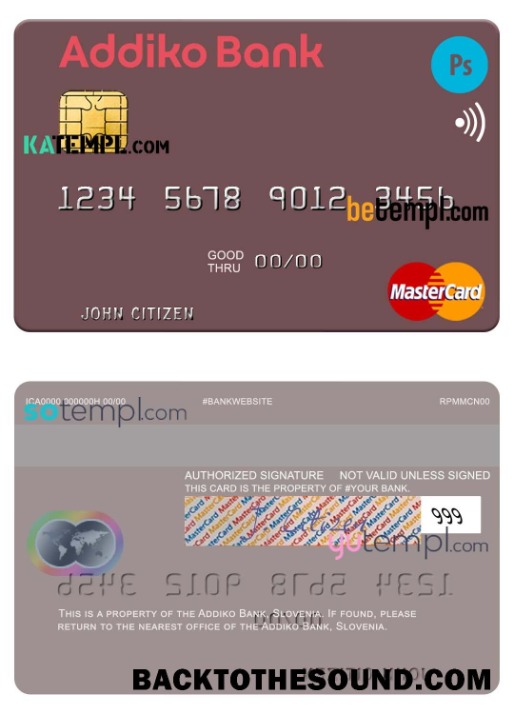 Addiko Bank
Ps
KATEMPL.COM
1234 5678 9012 3456
betempl.com
GOOD THRU 00/00
MasterCard
JOHN CITIZEN
ICA0000 000000H 00/00 #BANKWEBSITE RPMMCN00
sotempl.com
AUTHORIZED SIGNATURE NOT VALID UNLESS SIGNED
THIS CARD IS THE PROPERTY OF #YOUR BANK.
999
gotempl.com
THIS IS A PROPERTY OF THE ADDIKO BANK, SLOVENIA. IF FOUND, PLEASE
RETURN TO THE NEAREST OFFICE OF THE ADDIKO BANK, SLOVENIA.
BACKTOTHESOUND.COM